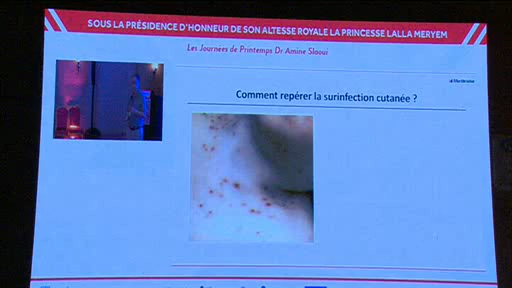 SOUS LA PRÉSIDENCE D'HONNEUR DE SON ALTESSE ROYALE LA PRINCESSE LALLA MERYEM
Les Journées de Printemps Dr Amine Slaoui
Comment repérer la surinfection cutanée ?